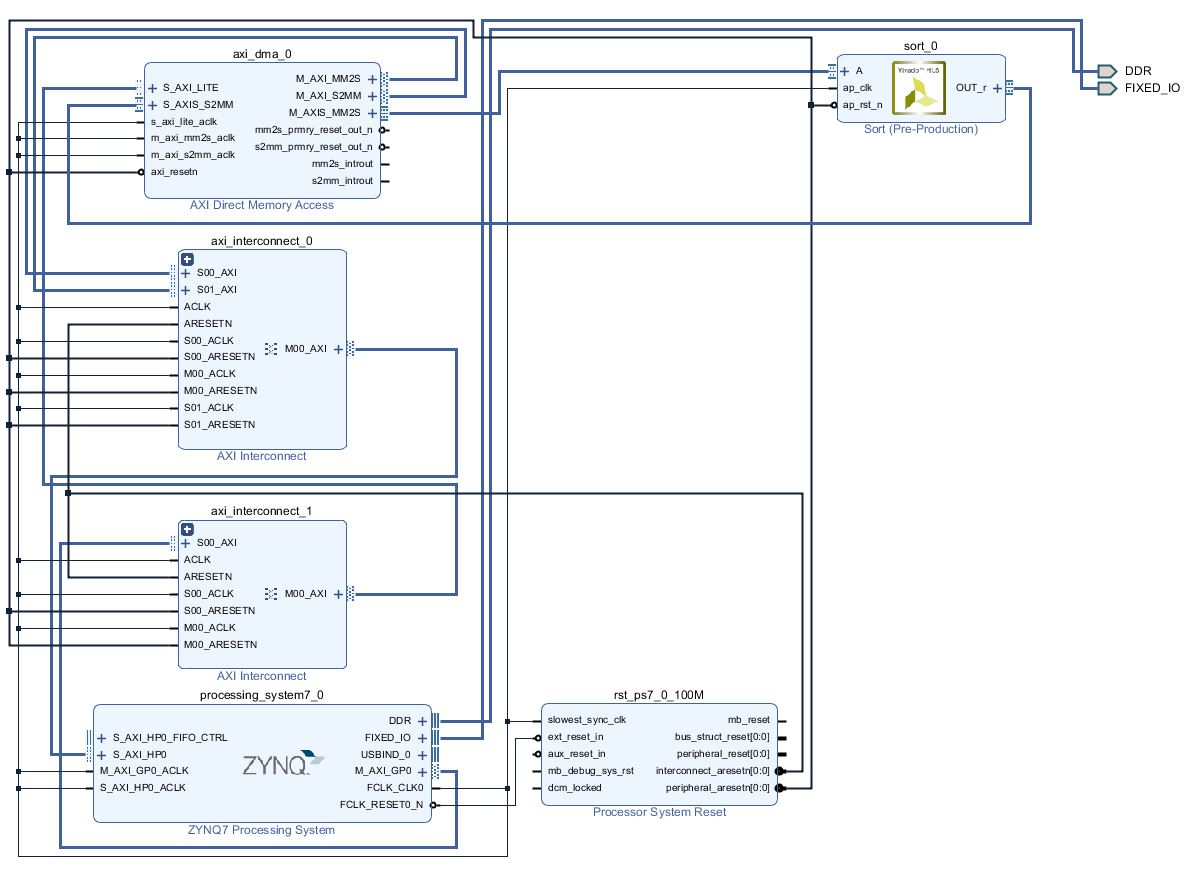 axi_dma_0
S_AXI_LITE
S_AXIS_S2MM
s_axi_lite_aclk
m_axi_mm2s_aclk
m_axi_s2mm_aclk
axi_resetn
M_AXI_MM2S
M_AXI_S2MM
M_AXIS_MM2S
mm2s_prmry_reset_out_n
s2mm_prmry_reset_out_n
mm2s_introut
s2mm_introut
AXI Direct Memory Access
sort_0
A
ap_clk
ap_rst_n
Vivado™ HLS
OUT_r
Sort (Pre-Production)
DDR
FIXED_IO
axi_interconnect_0
S00_AXI
S01_AXI
ACLK
ARESETN
S00_ACLK
S00_ARESETN
M00_ACLK
M00_ARESETN
S01_ACLK
S01_ARESETN
M00_AXI
AXI Interconnect
axi_interconnect_1
S00_AXI
ACLK
ARESETN
S00_ACLK
S00_ARESETN
M00_ACLK
M00_ARESETN
M00_AXI
AXI Interconnect
processing_system7_0
S_AXI_HP0_FIFO_CTRL
S_AXI_HP0
M_AXI_GP0_ACLK
S_AXI_HP0_ACLK
ZYNQ
DDR
FIXED_IO
USBIND_0
M_AXI_GP0
FCLK_CLK0
FCLK_RESET0_N
ZYNQ7 Processing System
rst_ps7_0_100M
slowest_sync_clk
ext_reset_in
aux_reset_in
mb_debug_sys_rst
dcm_locked
mb_reset
bus_struct_reset[0:0]
peripheral_reset[0:0]
interconnect_aresetn[0:0]
peripheral_aresetn[0:0]
Processor System Reset